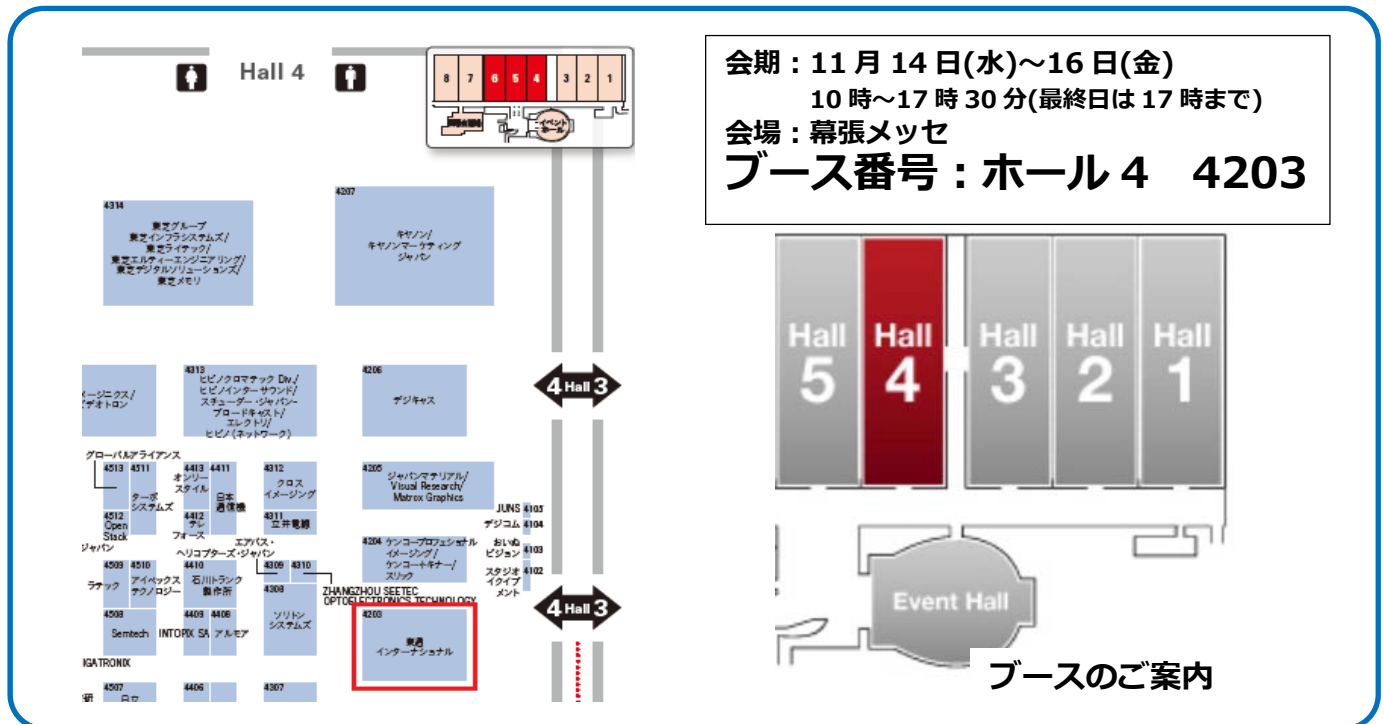 Hall 4
8 7 6 5 4 3 2 1
イベント
ホール
会期：11月14日(水)～16日(金)
10時～17時30分(最終日は17時まで)
会場：幕張メッセ
ブース番号：ホール4　4203
4314
東芝グループ
東芝インフラシステムズ/
東芝ライテック/
東芝エルティーエンジニアリング/
東芝デジタルソリューションズ/
東芝メモリ
4207
キヤノン/
キヤノンマーケティング
ジャパン
ージニクス/
デオトロン
4313
ヒビノクロマテック Div./
ヒビノインターサウンド/
スチューダー・ジャパン-
ブロードキャスト/
エレクトリ/
ヒビノ(ネットワーク)
4206
デジキャス
4 Hall 3
グローバルアライアンス
4513
4511
ターボ
システムズ
4413
オンリー
スタイル
4411
日本
通信機
4312
クロス
イメージング
4205
ジャパンマテリアル/
Visual Research/
Matrox Graphics
4512
Open
Stack
ジャパン
4412
テレ
フォース
4311
立井電線
JUNS 4105
デジコム 4104
おいぬ
ビジョン 4103
スタジオ 4102
イクイプ
メント
エアバス・
ヘリコプターズ・ジャパン
4204
ケンコープロフェショナル
イメージング/
ケンコートキナー/
スリック
4509
ラテック
4510
アイベックス
テクノロジー
4410
石川トランク
製作所
4309
4310
ZHANGZHOU SEETEC
OPTOELECTRONICS TECHNOLOGY
4308
ソリトン
システムズ
4508
Semtech
4409
INTOPIX SA
4408
アルモア
4203
東通
インターナショナル
4 Hall 3
IGATRONIX
4507
日立
4406
4307
Hall
5
Hall
4
Hall
3
Hall
2
Hall
1
Event Hall
ブースのご案内